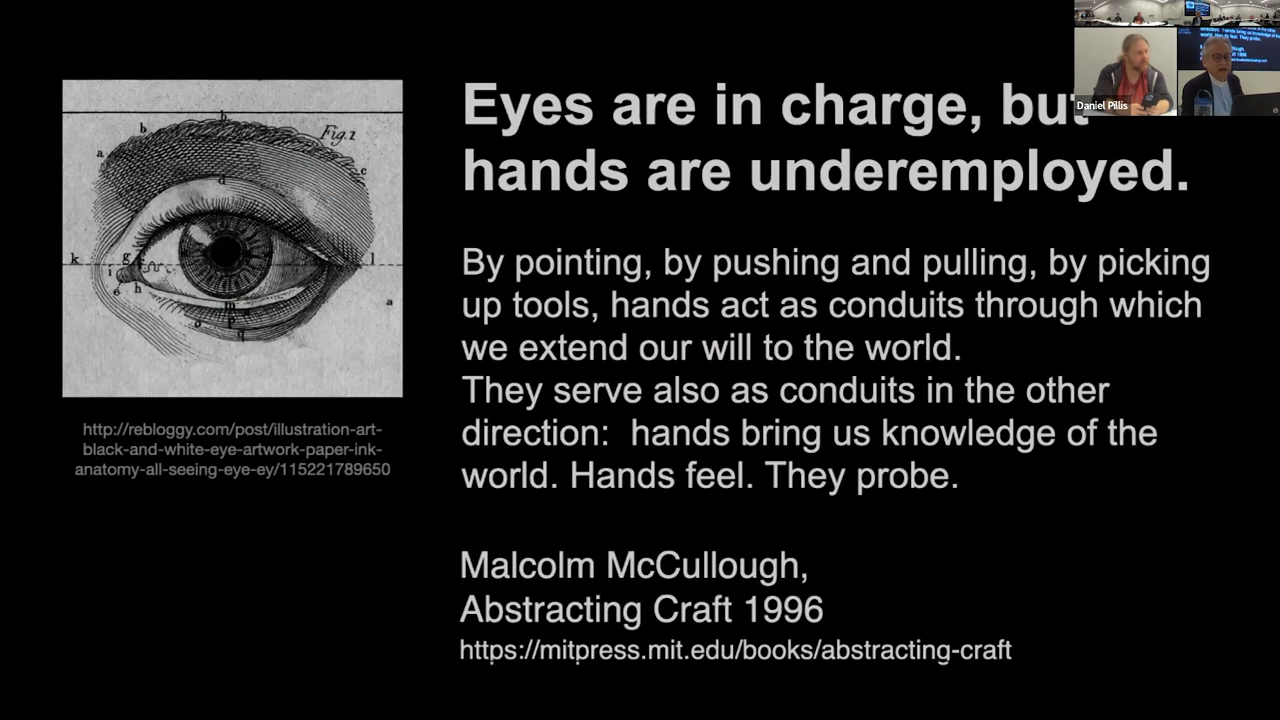 Eyes are in charge, but
hands are underemployed.
By pointing, by pushing and pulling, by picking
up tools, hands act as conduits through which
we extend our will to the world.
They serve also as conduits in the other
direction:  hands bring us knowledge of the
world. Hands feel. They probe.
Malcolm McCullough,
Abstracting Craft 1996
https://mitpress.mit.edu/books/abstracting-craft
Fig.1
b
b
a
c
d
k
g
l
i
e
h
m
a
o
p
q
http://rebloggy.com/post/illustration-art-
black-and-white-eye-artwork-paper-ink-
anatomy-all-seeing-eye-ey/115221789650
Daniel Pillis